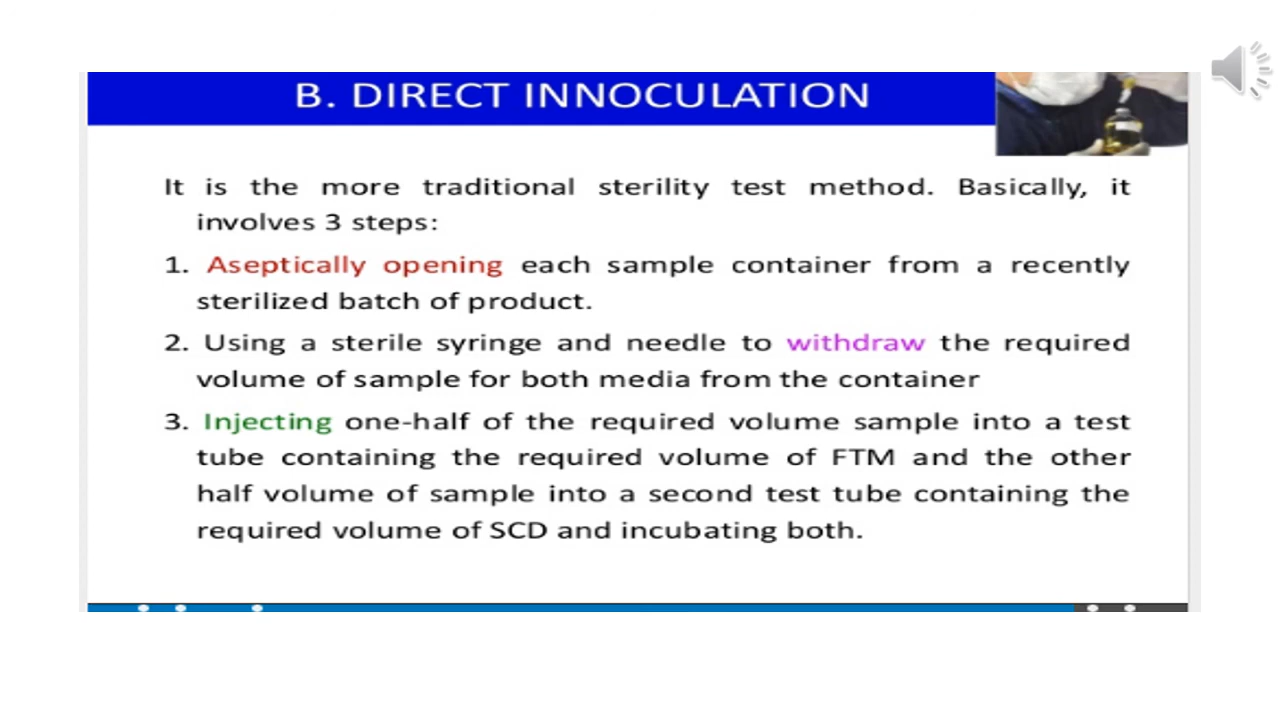 B. DIRECT INNOCULATION
It is the more traditional sterility test method. Basically, it
involves 3 steps:
1. Aseptically opening each sample container from a recently
sterilized batch of product.
2. Using a sterile syringe and needle to withdraw the required
volume of sample for both media from the container
3. Injecting one-half of the required volume sample into a test
tube containing the required volume of FTM and the other
half volume of sample into a second test tube containing the
required volume of SCD and incubating both.